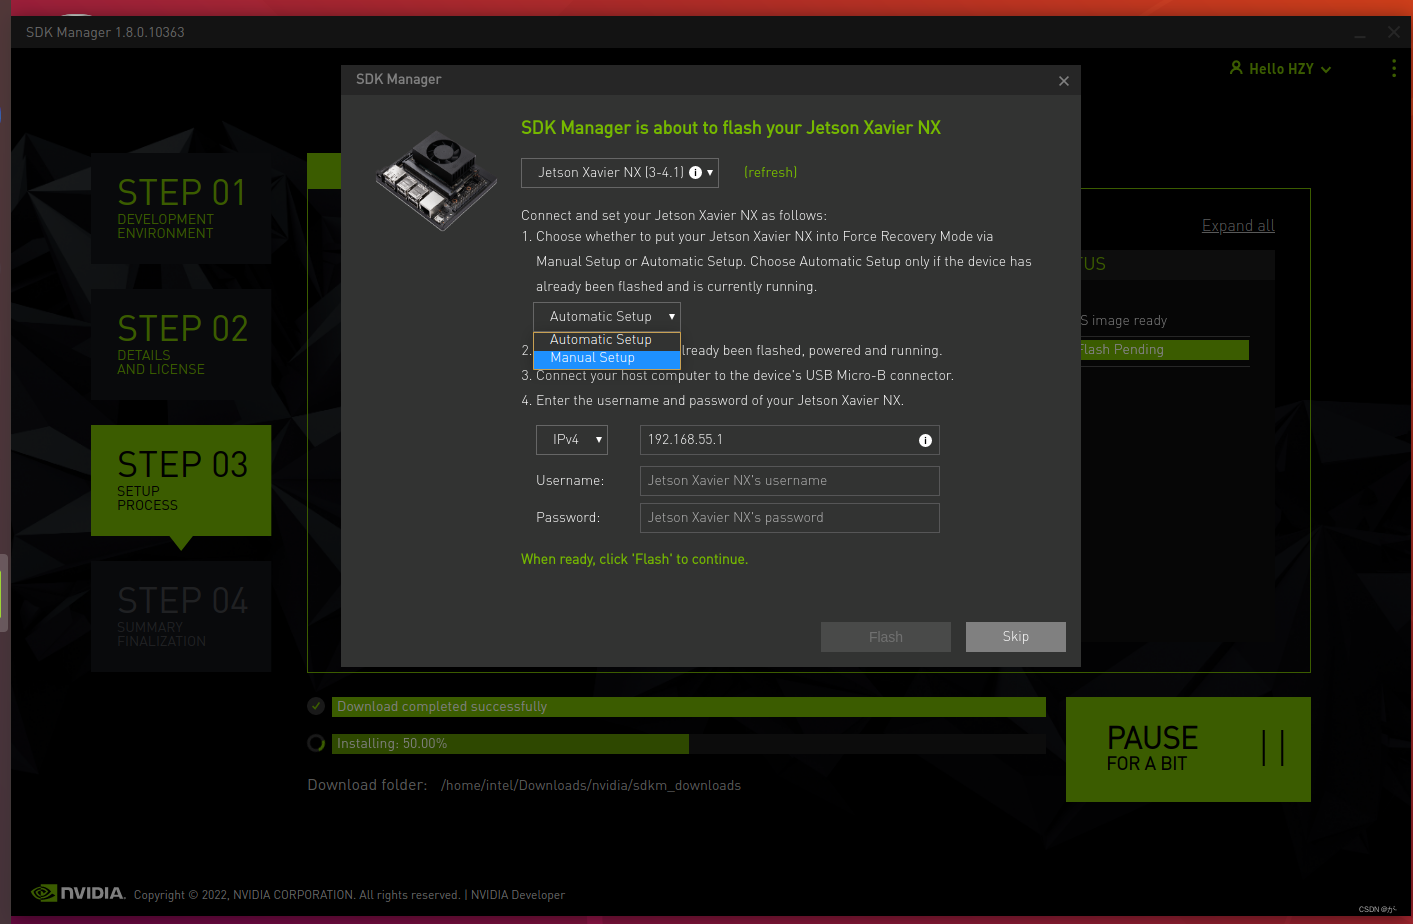 SDK Manager 1.8.0.10363
Hello HZY
SDK Manager
SDK Manager is about to flash your Jetson Xavier NX
Jetson Xavier NX (3-4.1)
(refresh)
Connect and set your Jetson Xavier NX as follows:
1. Choose whether to put your Jetson Xavier NX into Force Recovery Mode via
Manual Setup or Automatic Setup. Choose Automatic Setup only if the device has
already been flashed and is currently running.
Automatic Setup
Automatic Setup
Manual Setup
2. lready been flashed, powered and running.
3. Connect your host computer to the device's USB Micro-B connector.
4. Enter the username and password of your Jetson Xavier NX.
IPv4
192.168.55.1
Username:
Jetson Xavier NX's username
Password:
Jetson Xavier NX's password
When ready, click 'Flash' to continue.
Flash
Skip
STEP 01
DEVELOPMENT
ENVIRONMENT
STEP 02
DETAILS
AND LICENSE
STEP 03
SETUP
PROCESS
STEP 04
SUMMARY
FINALIZATION
Expand all
TUS
S image ready
Flash Pending
Download completed successfully
Installing: 50.00%
Download folder: /home/intel/Downloads/nvidia/sdkm_downloads
PAUSE
FOR A BIT
NVIDIA. Copyright © 2022, NVIDIA CORPORATION. All rights reserved. | NVIDIA Developer